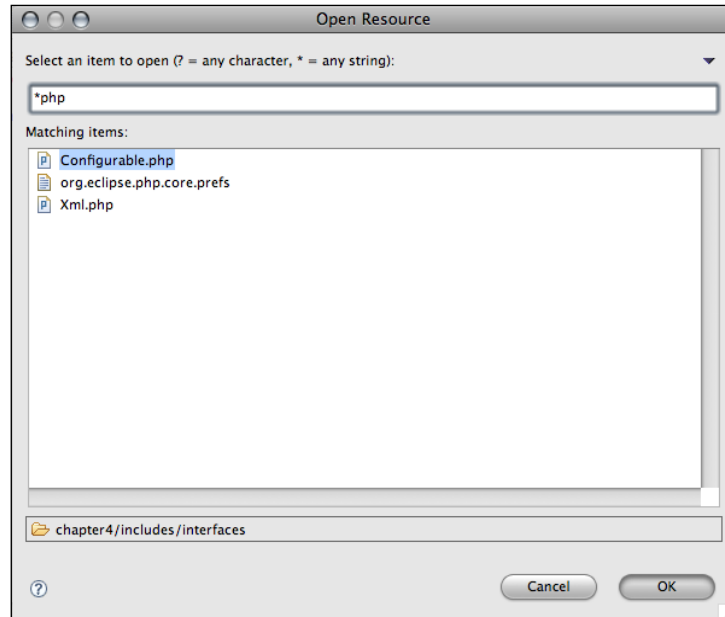 Open Resource
Select an item to open (? = any character, * = any string):
*php
Matching items:
Configurable.php
org.eclipse.php.core.prefs
Xml.php
chapter4/includes/interfaces
?
Cancel OK